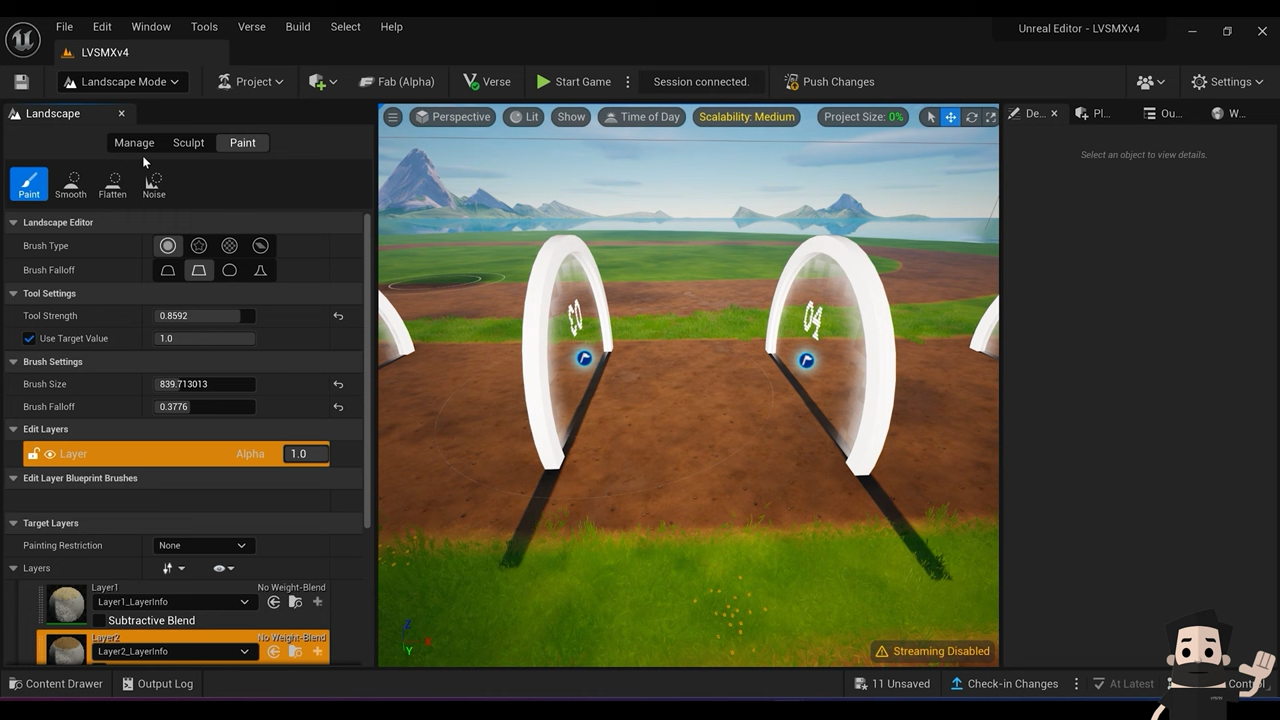 File Edit Window Tools Verse Build Select Help
Unreal Editor - LVSMXv4
LVSMXv4
Landscape Mode Project Fab (Alpha) Verse Start Game Session connected. Push Changes Settings
Landscape
De... Pl... Ou... W...
Perspective Lit Show Time of Day Scalability: Medium Project Size: 0%
Manage Sculpt Paint
Select an object to view details.
Paint Smooth Flatten Noise
Landscape Editor
Brush Type
Brush Falloff
Tool Settings
Tool Strength 0.8592
Use Target Value 1.0
Brush Settings
Brush Size 839.713013
Brush Falloff 0.3776
Edit Layers
Layer Alpha 1.0
Edit Layer Blueprint Brushes
Target Layers
Painting Restriction None
Layers
Layer1 No Weight-Blend
Layer1_LayerInfo
Subtractive Blend
Layer2 No Weight-Blend
Layer2_LayerInfo
03
04
Z
X
Y
Streaming Disabled
Content Drawer Output Log 11 Unsaved Check-in Changes At Latest